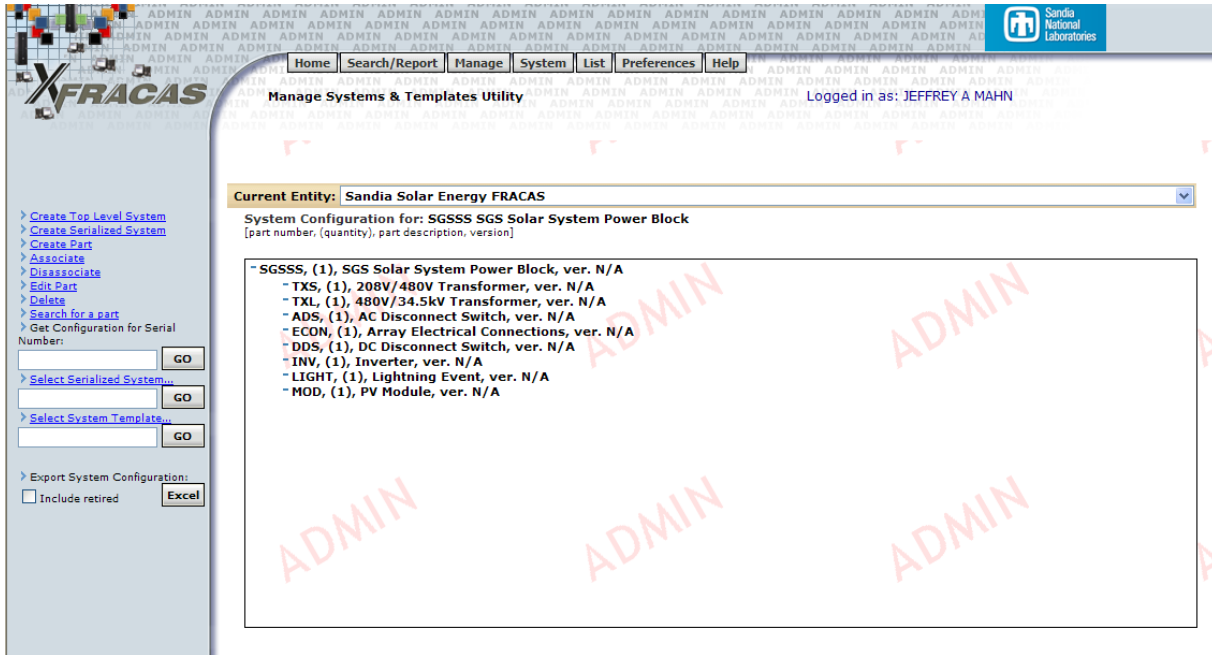 Sandia
National
Laboratories
Home Search/Report Manage System List Preferences Help
XFRACAS
Manage Systems & Templates Utility
Logged in as: JEFFREY A MAHN
Current Entity: Sandia Solar Energy FRACAS
System Configuration for: SGSSS SGS Solar System Power Block
[part number, (quantity), part description, version]
Create Top Level System
Create Serialized System
Create Part
Associate
Disassociate
Edit Part
Delete
Search for a part
Get Configuration for Serial
Number:
GO
Select Serialized System...
GO
Select System Template...
GO
Export System Configuration:
Include retired Excel
SGSSS, (1), SGS Solar System Power Block, ver. N/A
TXS, (1), 208V/480V Transformer, ver. N/A
TXL, (1), 480V/34.5kV Transformer, ver. N/A
ADS, (1), AC Disconnect Switch, ver. N/A
ECON, (1), Array Electrical Connections, ver. N/A
DDS, (1), DC Disconnect Switch, ver. N/A
INV, (1), Inverter, ver. N/A
LIGHT, (1), Lightning Event, ver. N/A
MOD, (1), PV Module, ver. N/A
ADMIN ADMIN
ADMIN ADMIN ADMIN